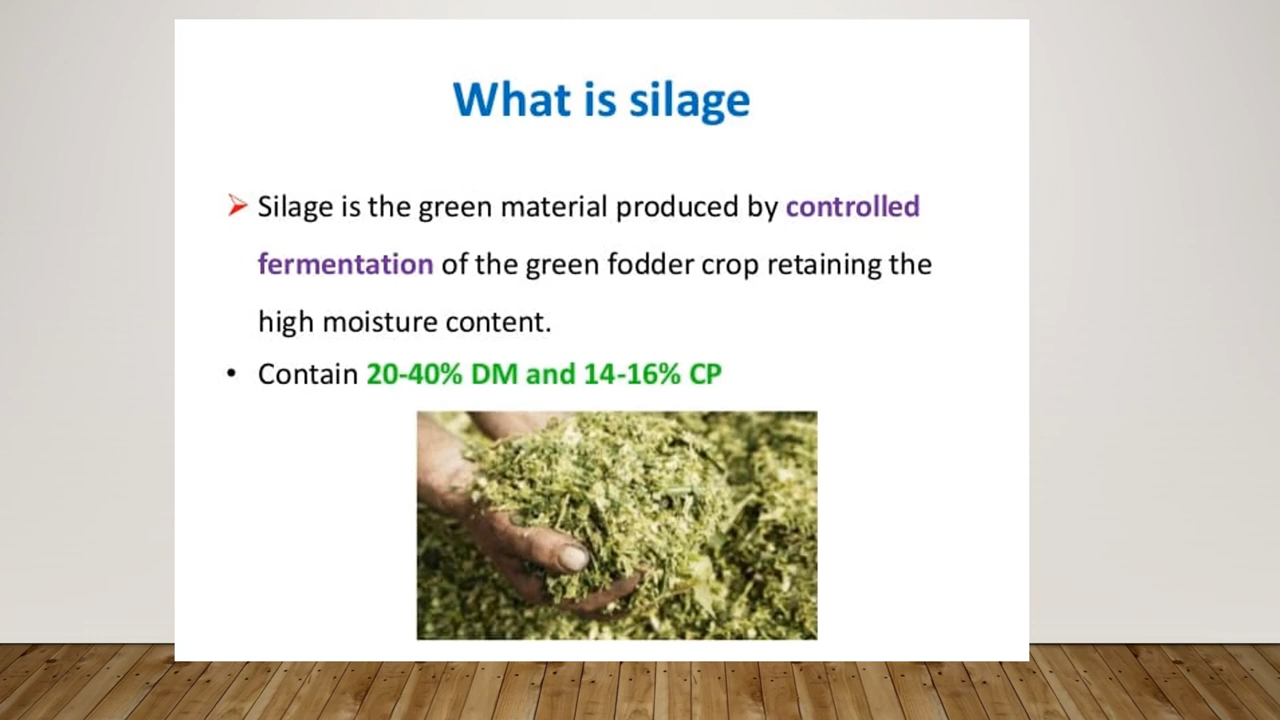 What is silage
➢ Silage is the green material produced by controlled
fermentation of the green fodder crop retaining the
high moisture content.
• Contain 20-40% DM and 14-16% CP